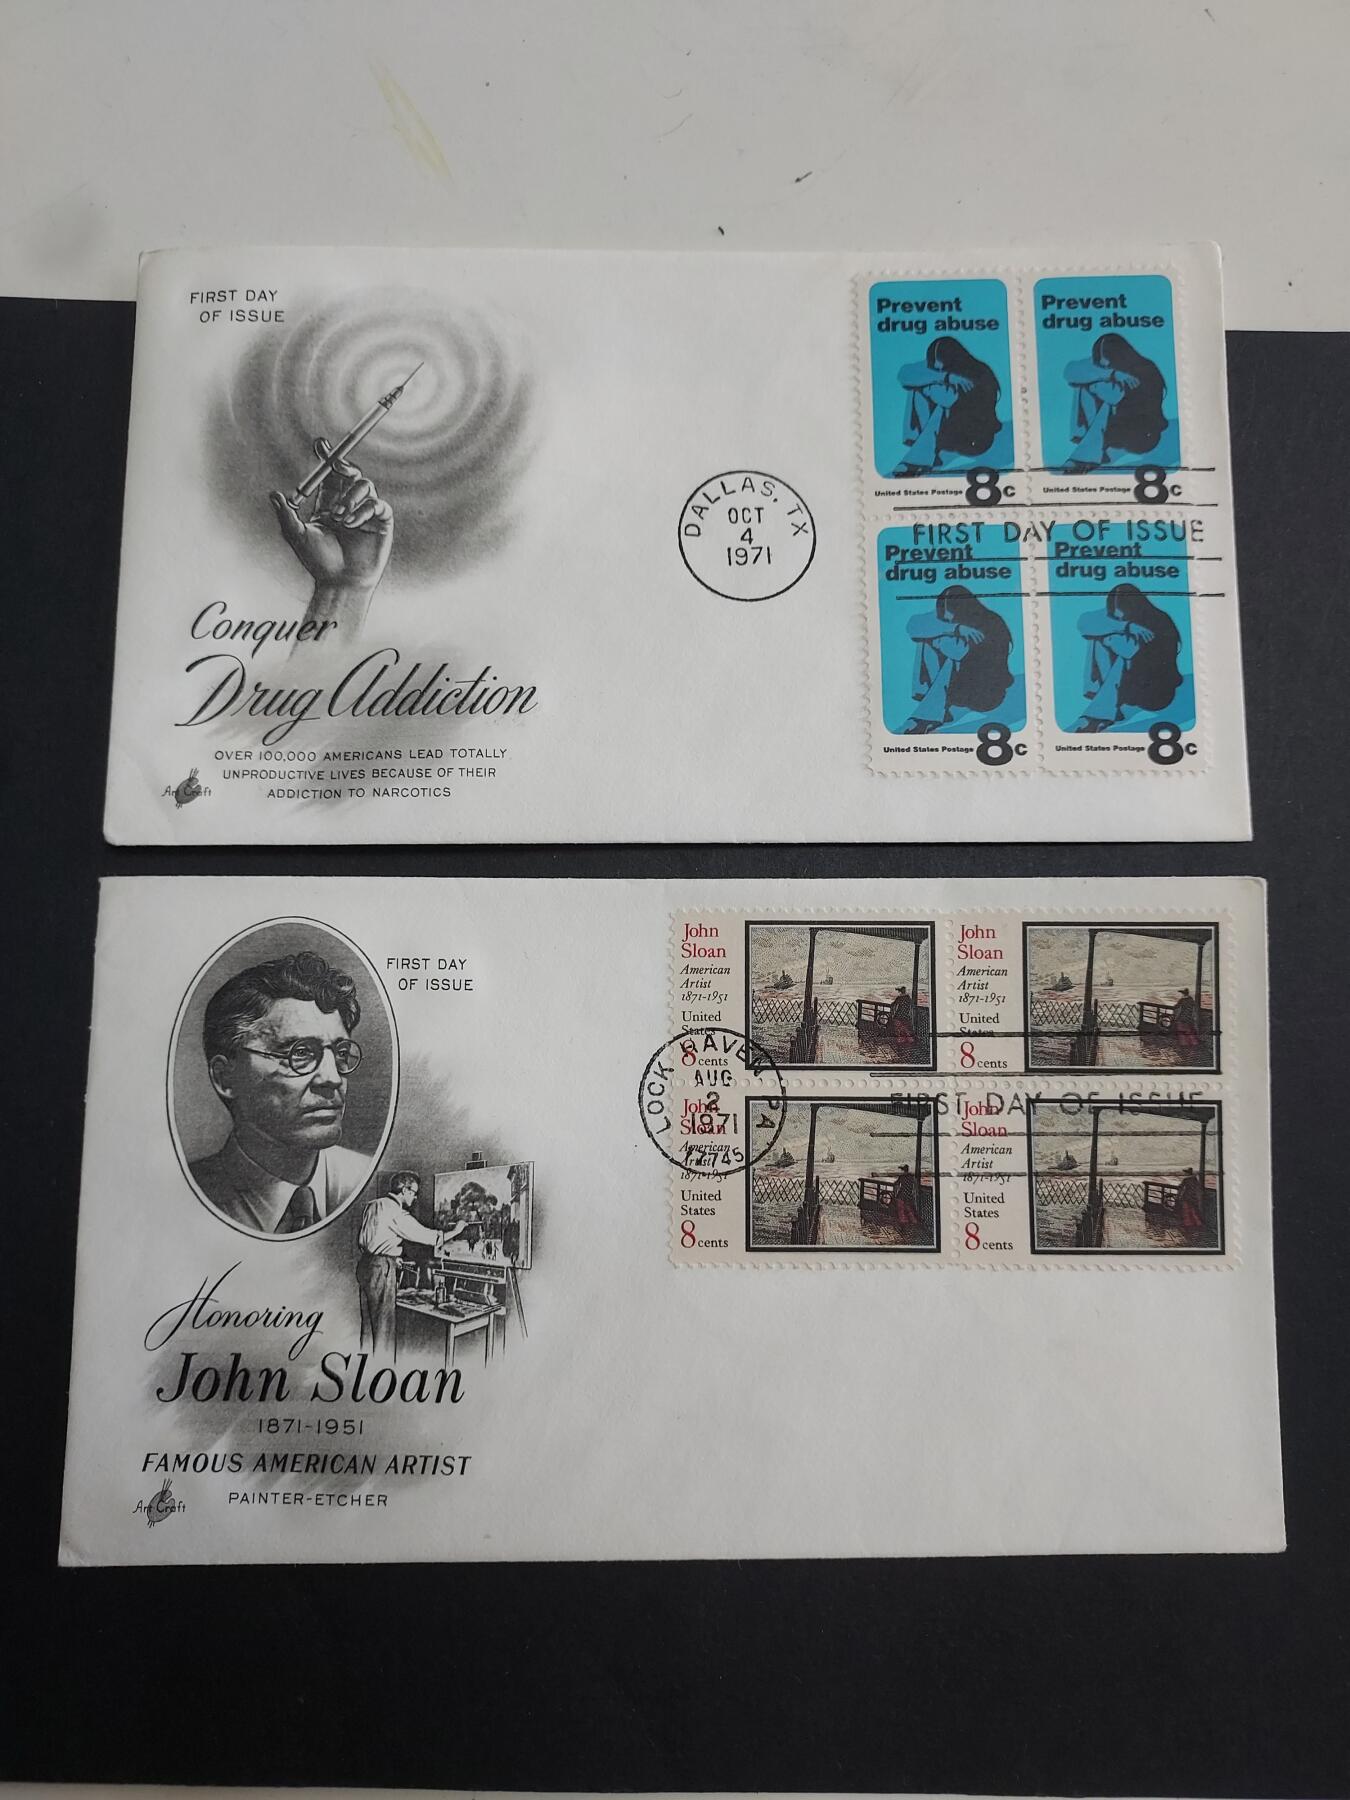 FIRST DAY
OF ISSUE
Conquer
Drug Addiction
OVER 100,000 AMERICANS LEAD TOTALLY
UNPRODUCTIVE LIVES BECAUSE OF THEIR
ADDICTION TO NARCOTICS
Art Craft
DALLAS, TX
OCT
4
1971
Prevent
drug abuse
United States Postage 8c
Prevent
drug abuse
United States Postage 8c
FIRST DAY OF ISSUE
Prevent
drug abuse
United States Postage 8c
Prevent
drug abuse
United States Postage 8c
FIRST DAY
OF ISSUE
Honoring
John Sloan
1871-1951
FAMOUS AMERICAN ARTIST
PAINTER-ETCHER
Art Craft
John
Sloan
American
Artist
1871-1951
United
States
8 cents
John
Sloan
American
Artist
1871-1951
United
States
8 cents
LOCK HAVEN PA
AUG
2
1971
17745
FIRST DAY OF ISSUE
John
Sloan
American
Artist
1871-1951
United
States
8 cents
John
Sloan
American
Artist
1871-1951
United
States
8 cents